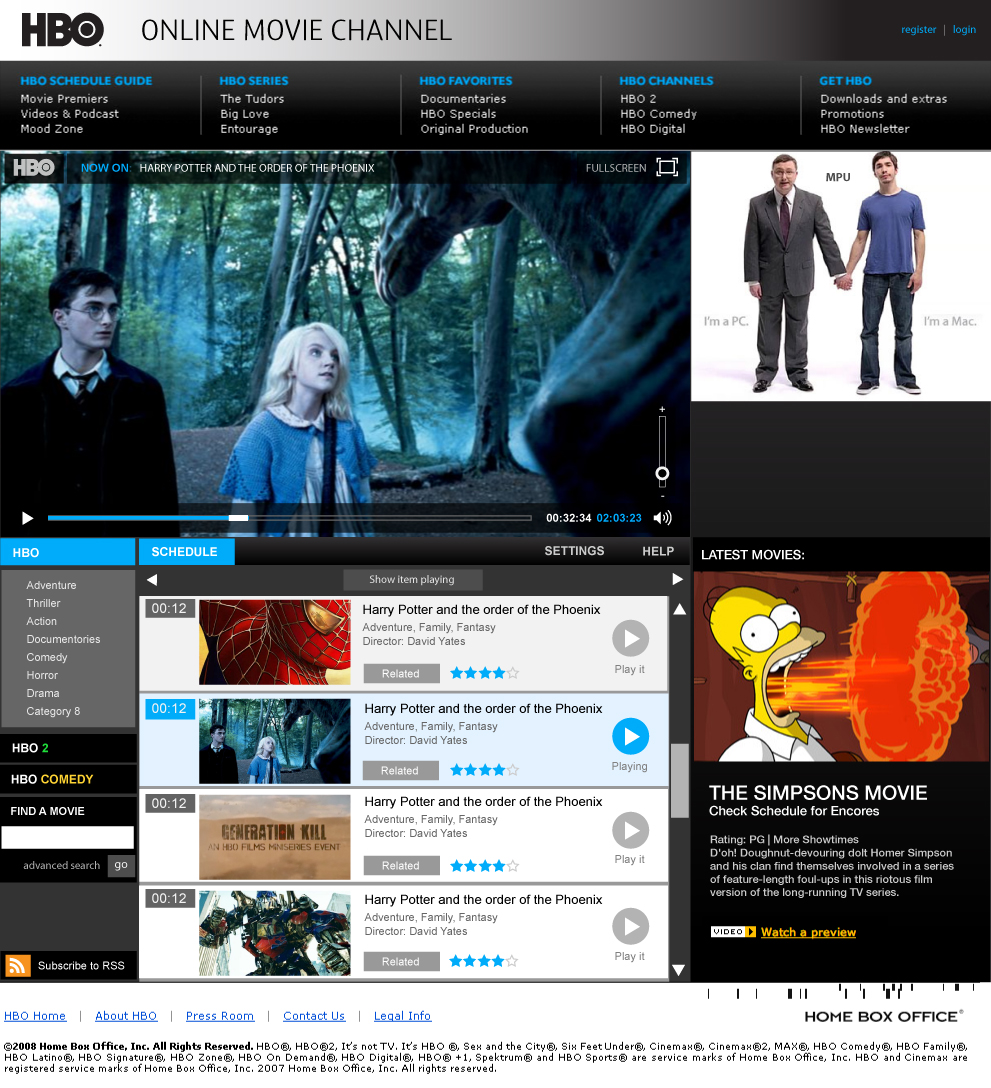 HBO
ONLINE MOVIE CHANNEL
register | login
HBO SCHEDULE GUIDE
Movie Premiers
Videos & Podcast
Mood Zone
HBO SERIES
The Tudors
Big Love
Entourage
HBO FAVORITES
Documentaries
HBO Specials
Original Production
HBO CHANNELS
HBO 2
HBO Comedy
HBO Digital
GET HBO
Downloads and extras
Promotions
HBO Newsletter
HBO NOW ON HARRY POTTER AND THE ORDER OF THE PHOENIX FULLSCREEN
+
-
00:32:34 02:03:23
MPU
I'm a PC. I'm a Mac.
HBO
Adventure
Thriller
Action
Documentories
Comedy
Horror
Drama
Category 8
HBO 2
HBO COMEDY
FIND A MOVIE
advanced search go
Subscribe to RSS
SCHEDULE SETTINGS HELP
Show item playing
00:12
Harry Potter and the order of the Phoenix
Adventure, Family, Fantasy
Director: David Yates
Related
Play it
00:12
Harry Potter and the order of the Phoenix
Adventure, Family, Fantasy
Director: David Yates
Related
Playing
00:12
GENERATION KILL
AN HBO FILMS MINISERIES EVENT
Harry Potter and the order of the Phoenix
Adventure, Family, Fantasy
Director: David Yates
Related
Play it
00:12
Harry Potter and the order of the Phoenix
Adventure, Family, Fantasy
Director: David Yates
Related
Play it
LATEST MOVIES:
THE SIMPSONS MOVIE
Check Schedule for Encores
Rating: PG | More Showtimes
D'oh! Doughnut-devouring dolt Homer Simpson
and his clan find themselves involved in a series
of feature-length foul-ups in this riotous film
version of the long-running TV series.
VIDEO Watch a preview
HBO Home | About HBO | Press Room | Contact Us | Legal Info
HOME BOX OFFICE®
©2008 Home Box Office, Inc. All Rights Reserved. HBO®, HBO®2, It's not TV. It's HBO ®, Sex and the City®, Six Feet Under®, Cinemax®, Cinemax®2, MAX®, HBO Comedy®, HBO Family®,
HBO Latino®, HBO Signature®, HBO Zone®, HBO On Demand®, HBO Digital®, HBO® +1, Spektrum® and HBO Sports® are service marks of Home Box Office, Inc. HBO and Cinemax are
registered service marks of Home Box Office, Inc. 2007 Home Box Office, Inc. All rights reserved.